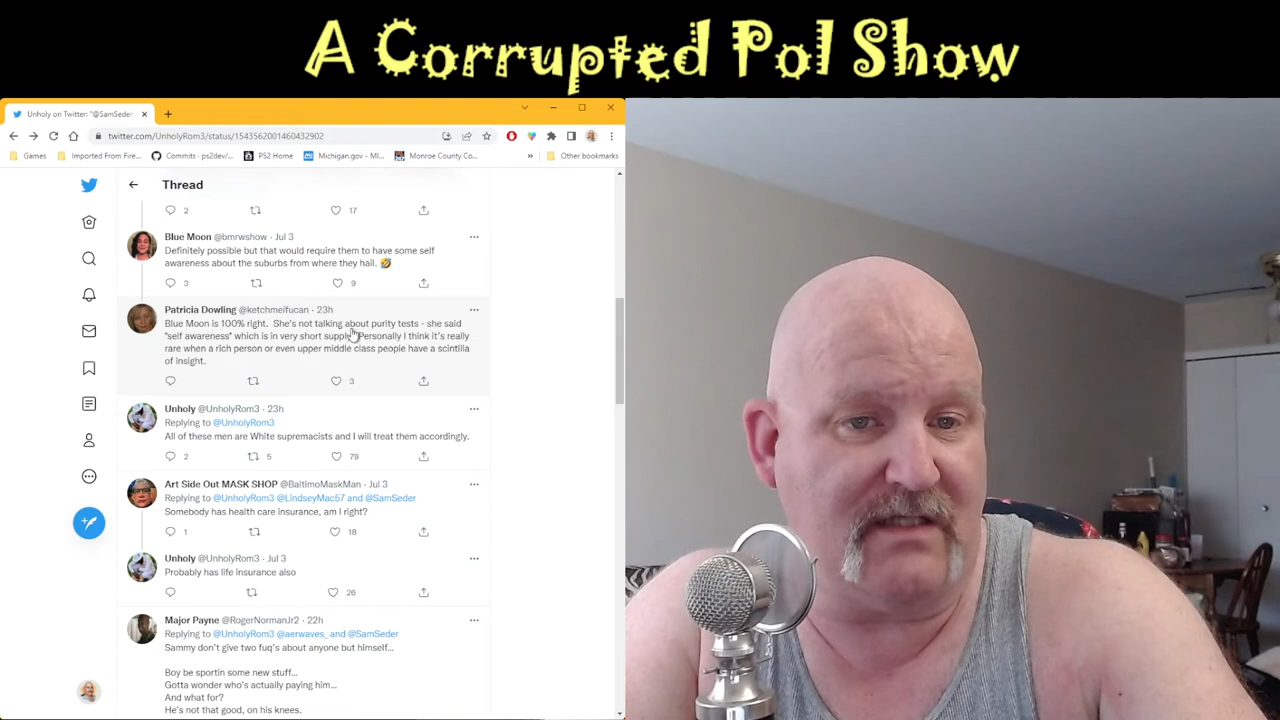 A Corrupted Pol Show
Unholy on Twitter: "@SamSeder
twitter.com/UnholyRom3/status/1543562001460432902
Games
Imported From Fire...
Commits · ps2dev/...
PS2 Home
Michigan.gov - MI...
Monroe County Co...
»
Other bookmarks
Thread
2
17
Blue Moon @bmrwshow · Jul 3
Definitely possible but that would require them to have some self
awareness about the suburbs from where they hail. 🤣
3
9
Patricia Dowling @ketchmeifucan · 23h
Blue Moon is 100% right. She's not talking about purity tests - she said
"self awareness" which is in very short supply. Personally I think it's really
rare when a rich person or even upper middle class people have a scintilla
of insight.
3
Unholy @UnholyRom3 · 23h
Replying to @UnholyRom3
All of these men are White supremacists and I will treat them accordingly.
2
5
79
Art Side Out MASK SHOP @BaltimoMaskMan · Jul 3
Replying to @UnholyRom3 @LindseyMac57 and @SamSeder
Somebody has health care insurance, am I right?
1
18
Unholy @UnholyRom3 · Jul 3
Probably has life insurance also
26
Major Payne @RogerNormanJr2 · 22h
Replying to @UnholyRom3 @aerwaves_ and @SamSeder
Sammy don't give two fuq's about anyone but himself...
Boy be sportin some new stuff...
Gotta wonder who's actually paying him...
And what for?
He's not that good, on his knees.